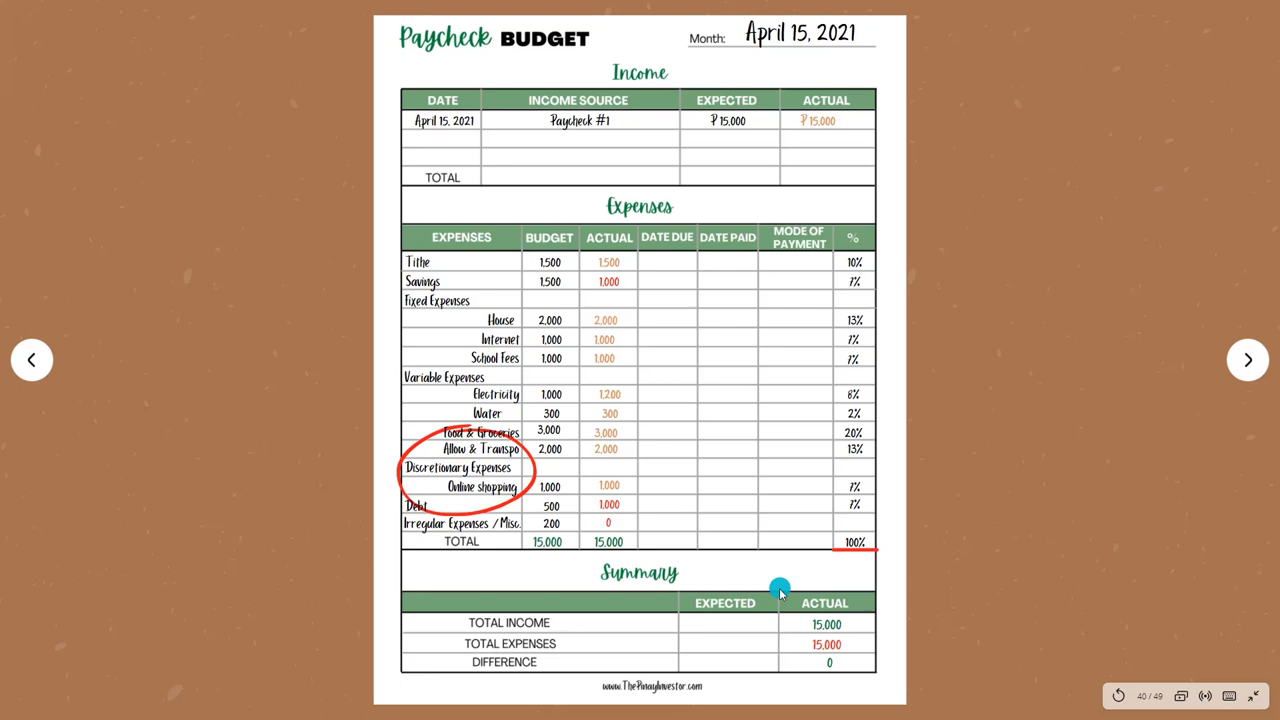 Paycheck BUDGET
Month: April 15, 2021
Income
DATE INCOME SOURCE EXPECTED ACTUAL
April 15, 2021 Paycheck #1 ₱ 15,000 ₱ 15,000
TOTAL
Expenses
EXPENSES BUDGET ACTUAL DATE DUE DATE PAID MODE OF PAYMENT %
Tithe 1,500 1,500 10%
Savings 1,500 1,000 7%
Fixed Expenses
House 2,000 2,000 13%
Internet 1,000 1,000 7%
School Fees 1,000 1,000 7%
Variable Expenses
Electricity 1,000 1,200 8%
Water 300 300 2%
Food & Groceries 3,000 3,000 20%
Allow & Transpo 2,000 2,000 13%
Discretionary Expenses
Online shopping 1,000 1,000 7%
Debt 500 1,000 7%
Irregular Expenses / Misc. 200 0
TOTAL 15,000 15,000 100%
Summary
EXPECTED ACTUAL
TOTAL INCOME 15,000
TOTAL EXPENSES 15,000
DIFFERENCE 0
www.ThePinayInvestor.com
40 / 49